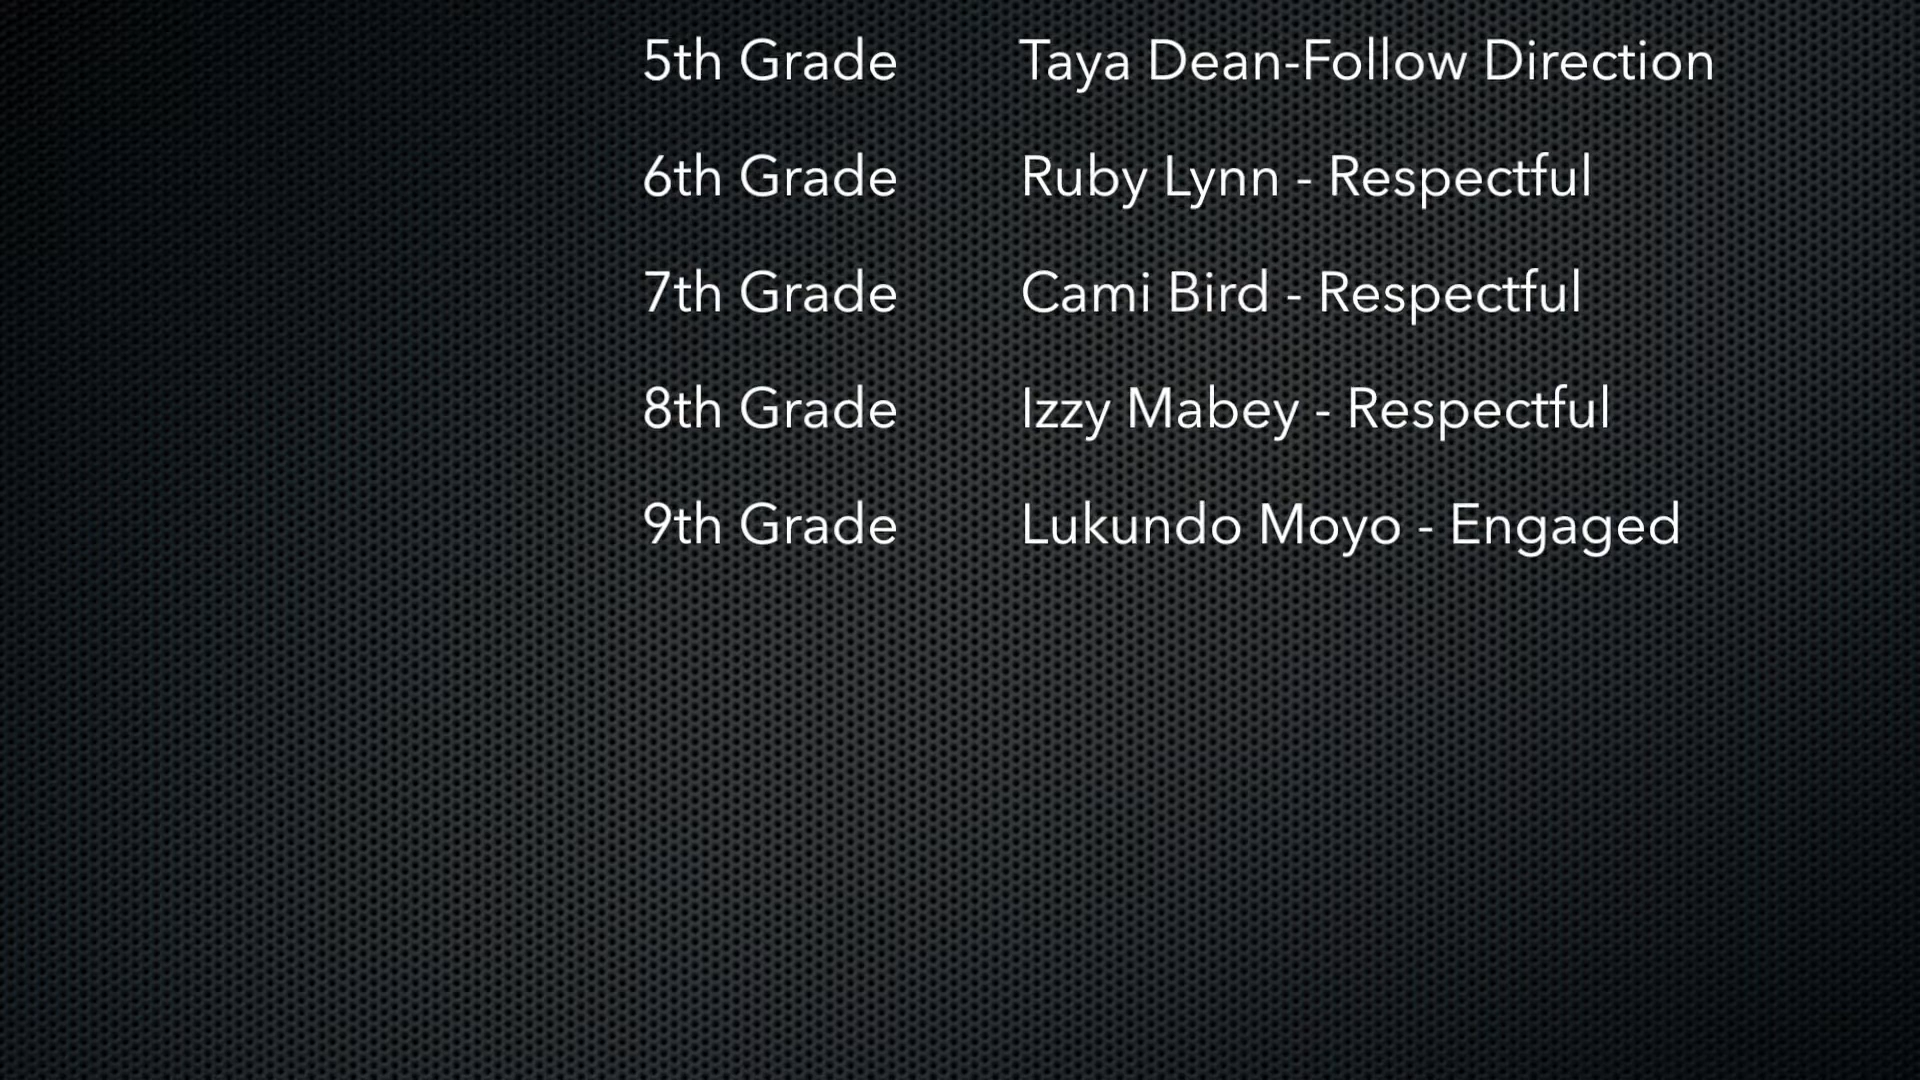 5th Grade Taya Dean-Follow Direction
6th Grade Ruby Lynn - Respectful
7th Grade Cami Bird - Respectful
8th Grade Izzy Mabey - Respectful
9th Grade Lukundo Moyo - Engaged